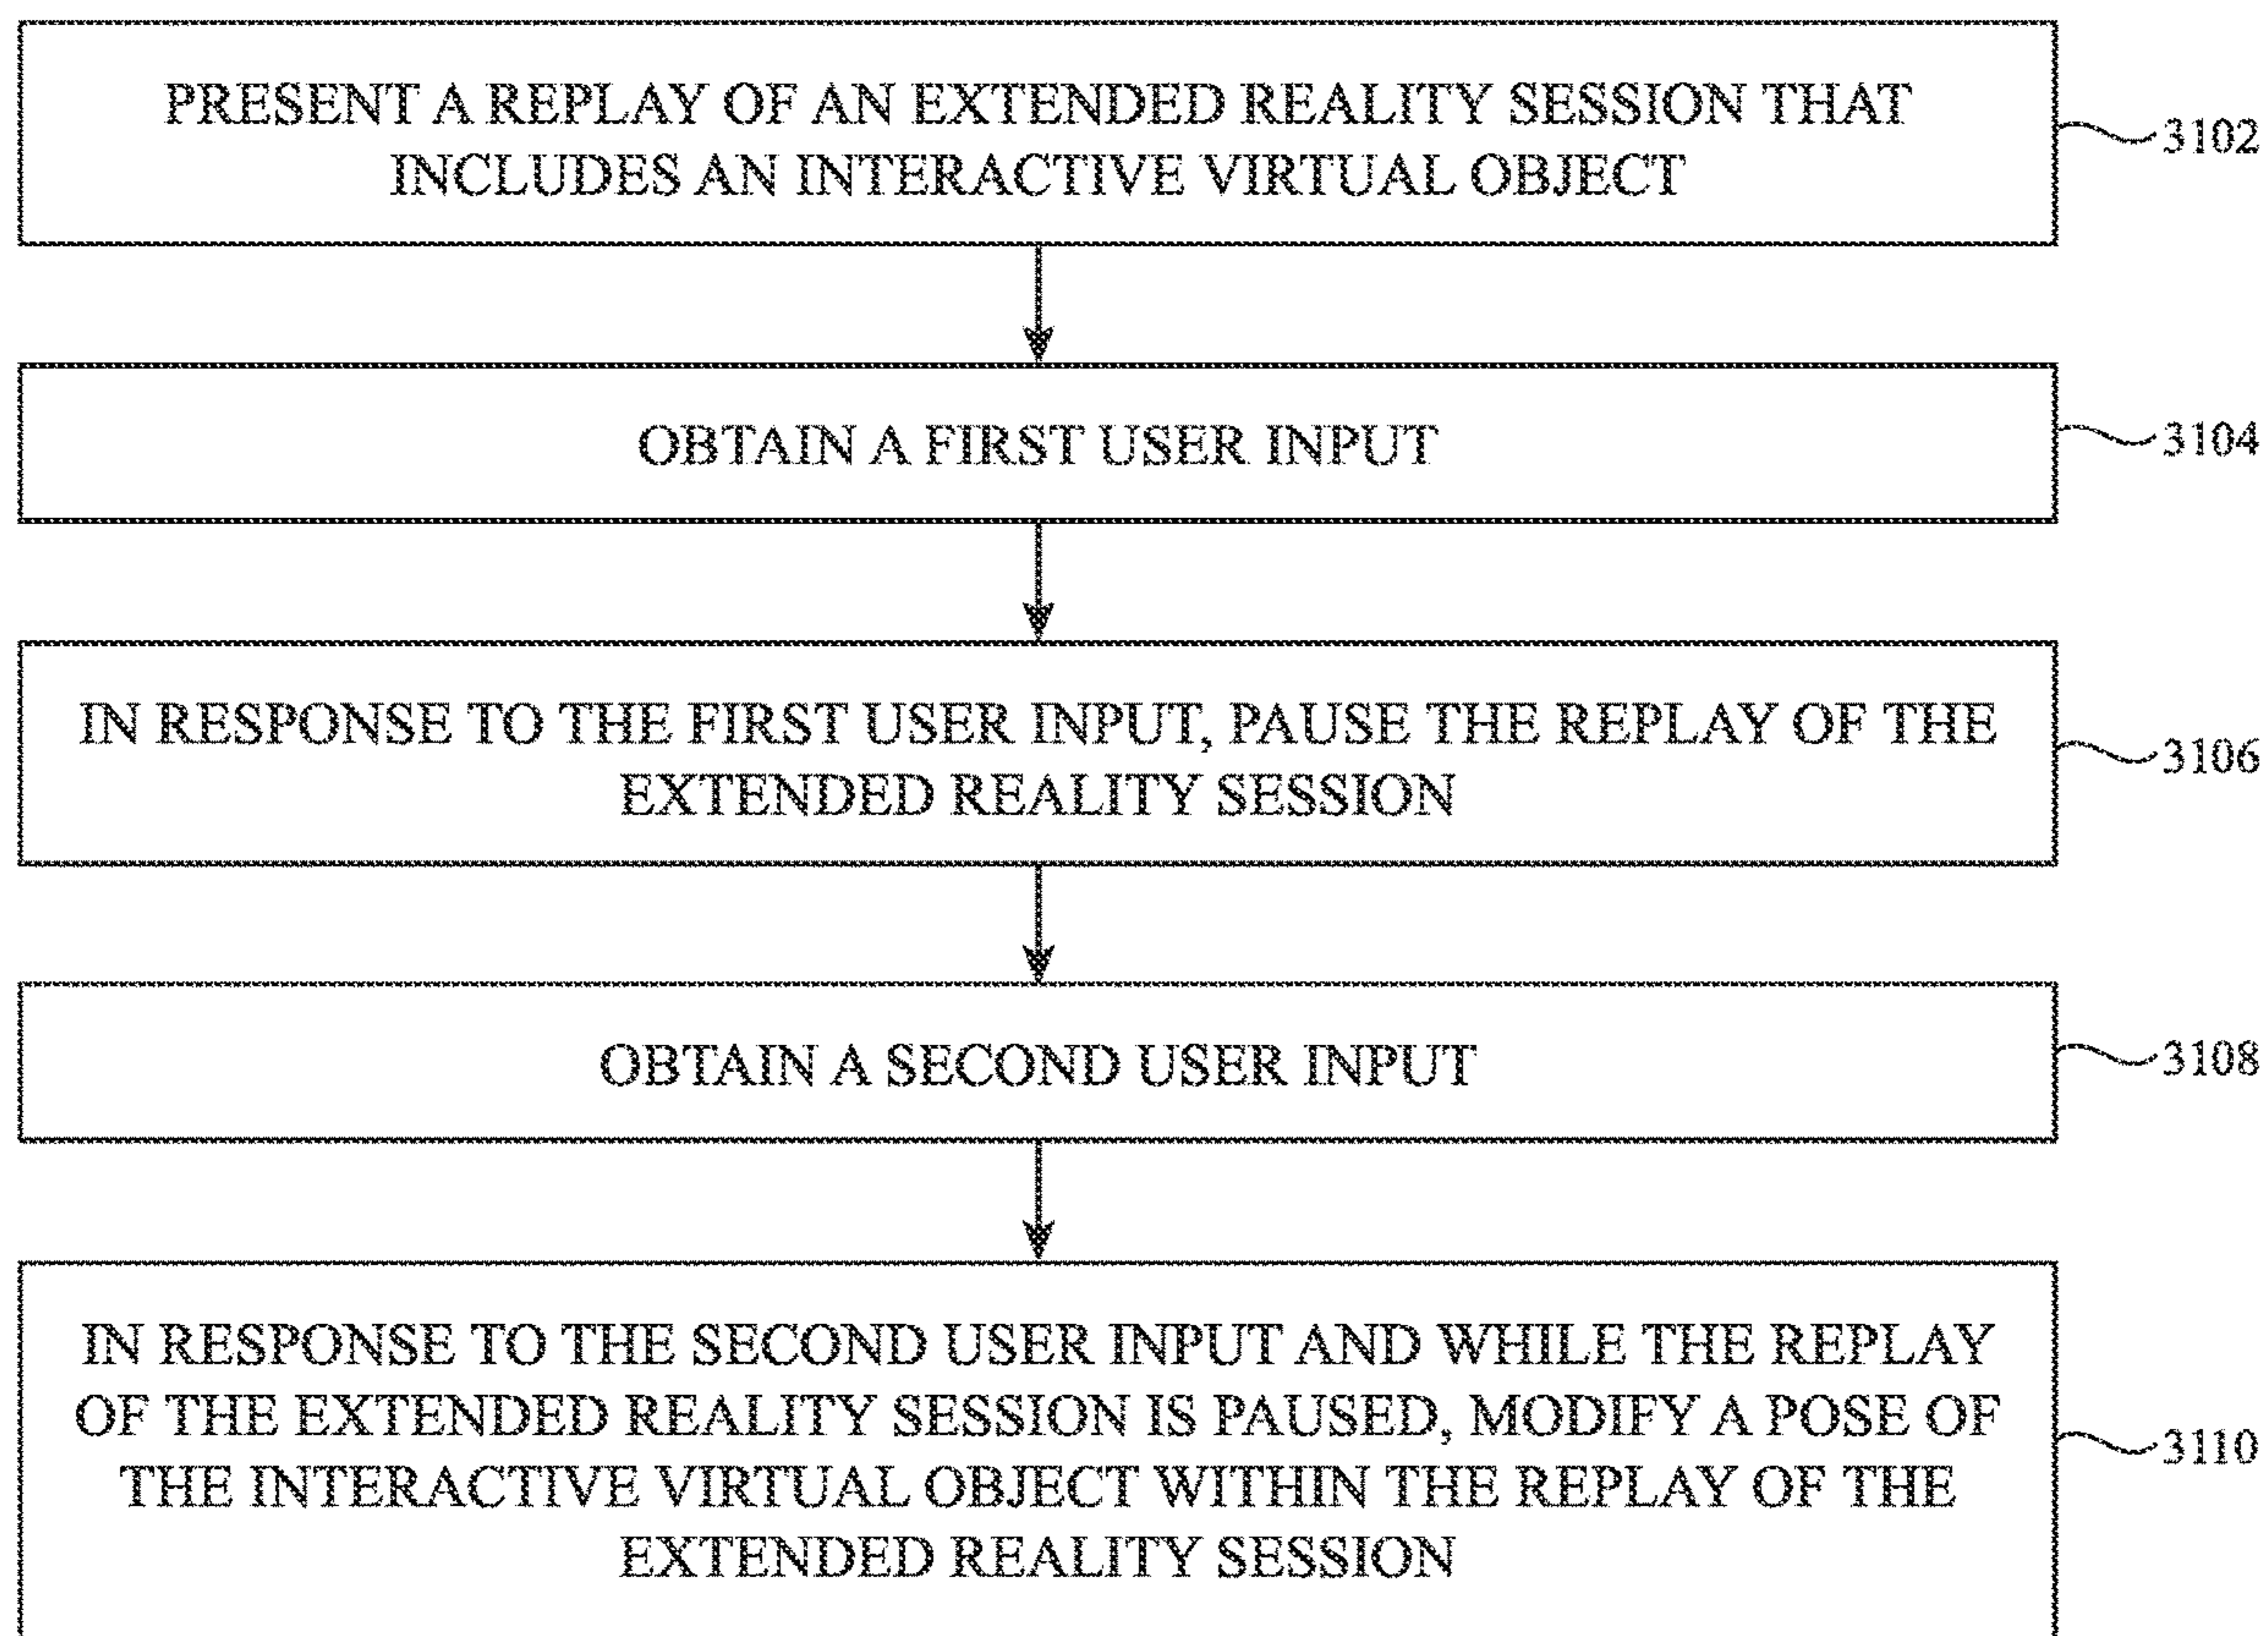 PRESENT A REPLAY OF AN EXTENDED REALITY SESSION THAT
INCLUDES AN INTERACTIVE VIRTUAL OBJECT
3102
OBTAIN A FIRST USER INPUT
3104
IN RESPONSE TO THE FIRST USER INPUT, PAUSE THE REPLAY OF THE
EXTENDED REALITY SESSION
3106
OBTAIN A SECOND USER INPUT
3108
IN RESPONSE TO THE SECOND USER INPUT AND WHILE THE REPLAY
OF THE EXTENDED REALITY SESSION IS PAUSED, MODIFY A POSE OF
THE INTERACTIVE VIRTUAL OBJECT WITHIN THE REPLAY OF THE
EXTENDED REALITY SESSION
3110